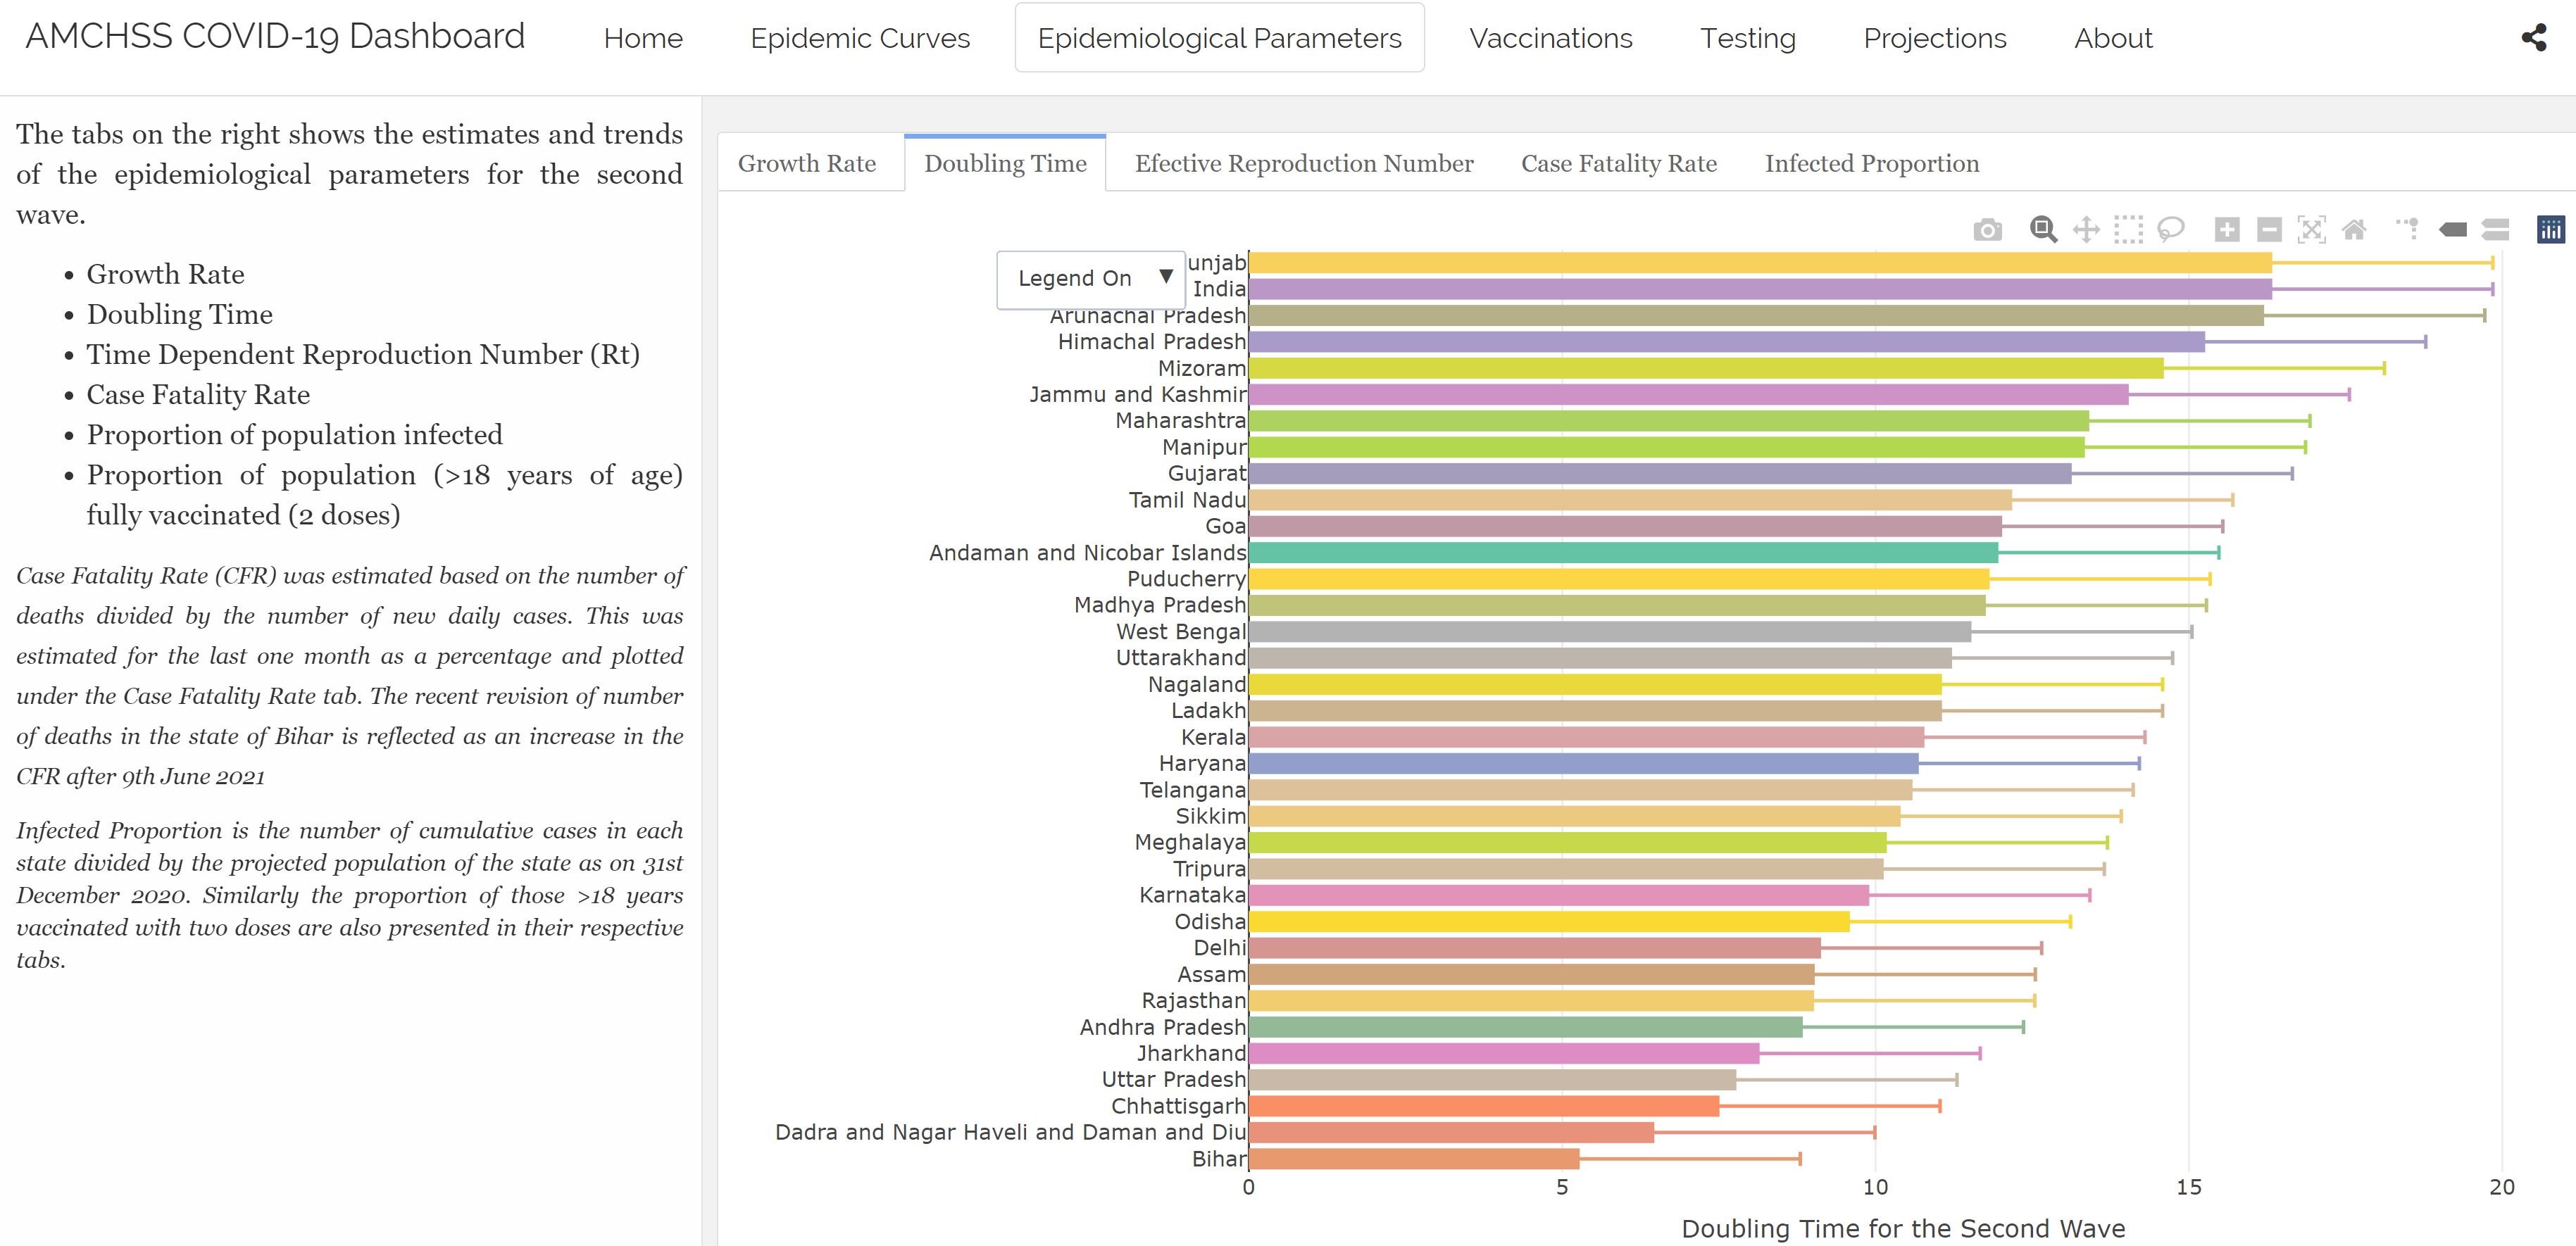 AMCHSS COVID-19 Dashboard Home Epidemic Curves Epidemiological Parameters Vaccinations Testing Projections About
The tabs on the right shows the estimates and trends
of the epidemiological parameters for the second
wave.
• Growth Rate
• Doubling Time
• Time Dependent Reproduction Number (Rt)
• Case Fatality Rate
• Proportion of population infected
• Proportion of population (>18 years of age)
fully vaccinated (2 doses)
Case Fatality Rate (CFR) was estimated based on the number of
deaths divided by the number of new daily cases. This was
estimated for the last one month as a percentage and plotted
under the Case Fatality Rate tab. The recent revision of number
of deaths in the state of Bihar is reflected as an increase in the
CFR after 9th June 2021
Infected Proportion is the number of cumulative cases in each
state divided by the projected population of the state as on 31st
December 2020. Similarly the proportion of those >18 years
vaccinated with two doses are also presented in their respective
tabs.
Growth Rate Doubling Time Efective Reproduction Number Case Fatality Rate Infected Proportion
Legend On ▼
unjab
India
Arunachal Pradesh
Himachal Pradesh
Mizoram
Jammu and Kashmir
Maharashtra
Manipur
Gujarat
Tamil Nadu
Goa
Andaman and Nicobar Islands
Puducherry
Madhya Pradesh
West Bengal
Uttarakhand
Nagaland
Ladakh
Kerala
Haryana
Telangana
Sikkim
Meghalaya
Tripura
Karnataka
Odisha
Delhi
Assam
Rajasthan
Andhra Pradesh
Jharkhand
Uttar Pradesh
Chhattisgarh
Dadra and Nagar Haveli and Daman and Diu
Bihar
0 5 10 15 20
Doubling Time for the Second Wave